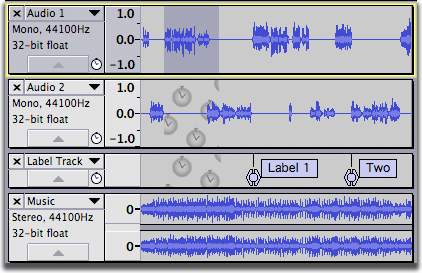 Audio 1
Mono, 44100Hz
32-bit float
1.0
0.0
-1.0
Audio 2
Mono, 44100Hz
32-bit float
1.0
0.0
-1.0
Label Track
Label 1
Two
Music
Stereo, 44100Hz
32-bit float
0-
0-